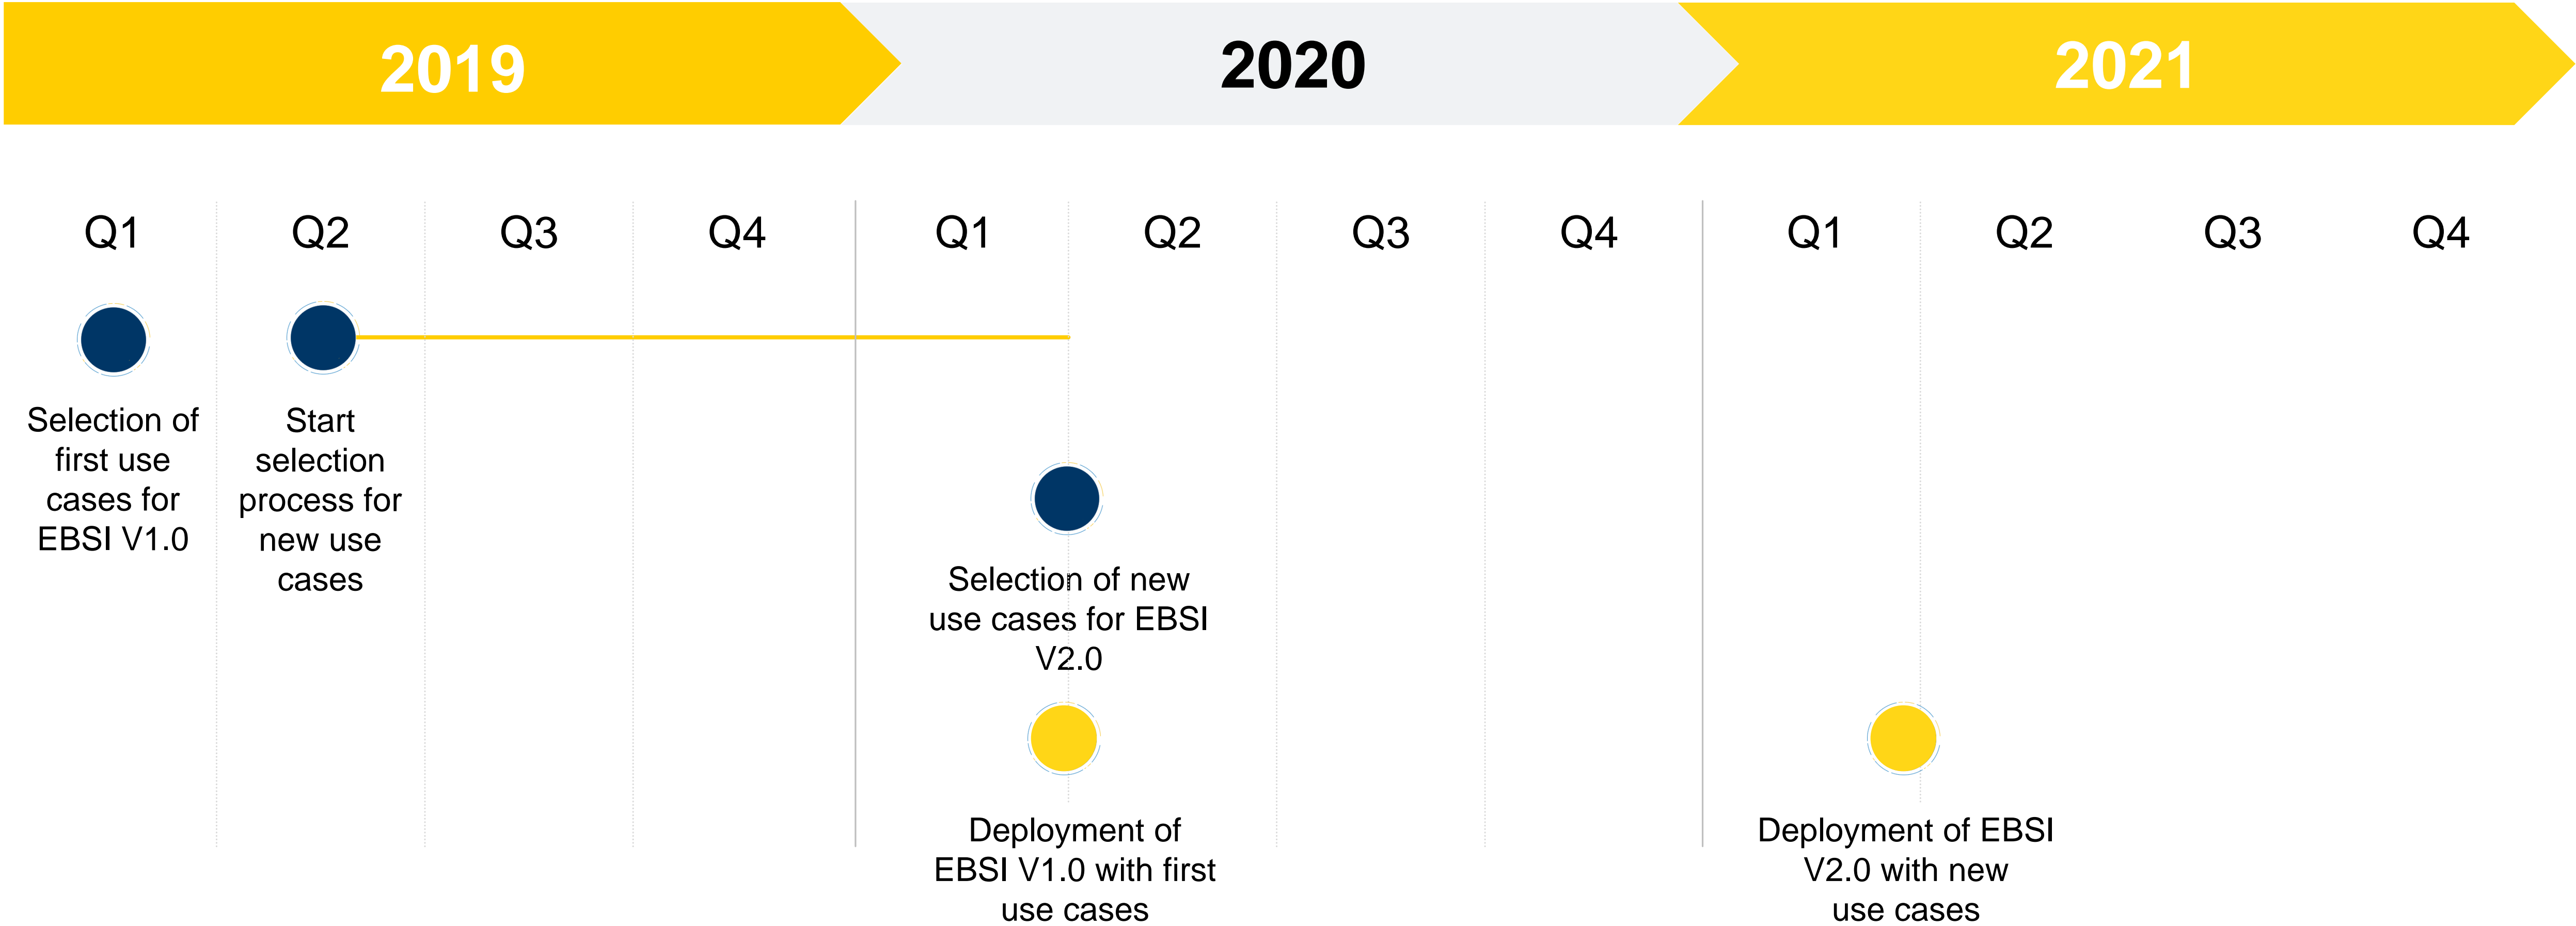 2019
2020
2021
Q1
Q2
Q3
Q4
Q1
Q2
Q3
Q4
Q1
Q2
Q3
Q4
Selection of
first use
cases for
EBSI V1.0
Start
selection
process for
new use
cases
Selection of new
use cases for EBSI
V2.0
Deployment of
EBSI V1.0 with first
use cases
Deployment of EBSI
V2.0 with new
use cases